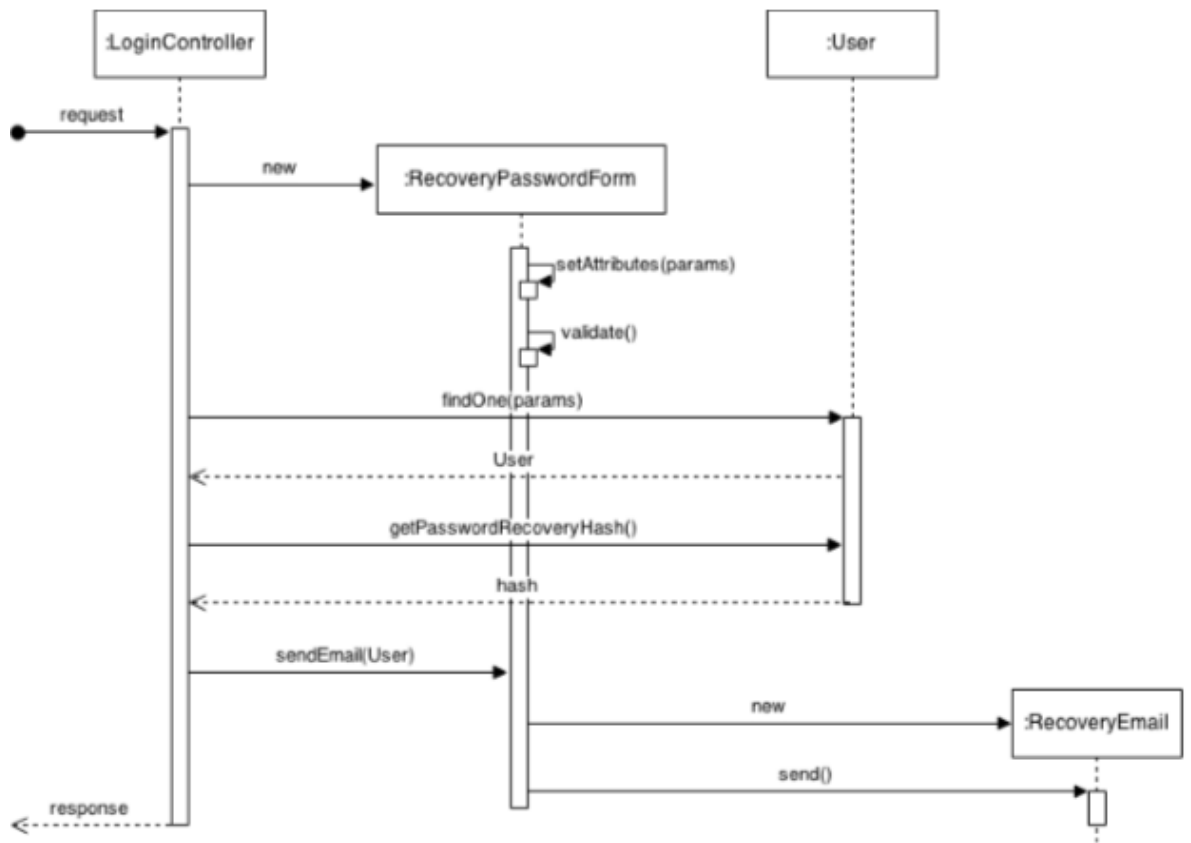 :LoginController
:User
request
new
:RecoveryPasswordForm
setAttributes(params)
validate()
findOne(params)
User
getPasswordRecoveryHash()
hash
sendEmail(User)
new
:RecoveryEmail
send()
response